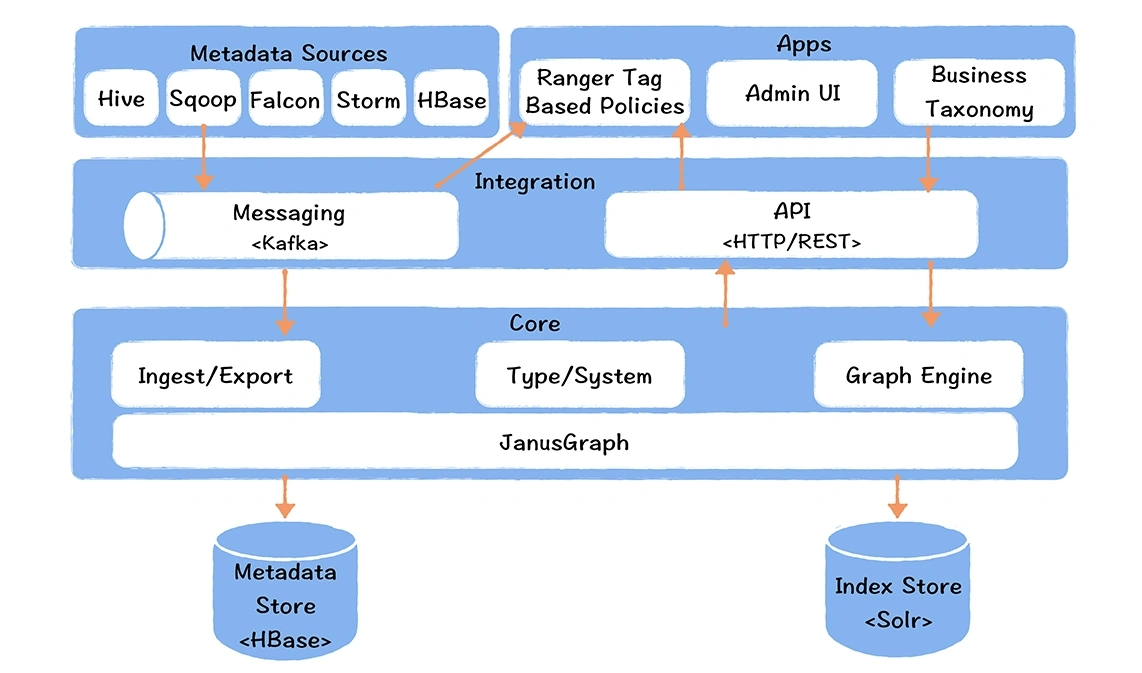 Metadata Sources
Hive
Sqoop
Falcon
Storm
HBase
Apps
Ranger Tag
Based Policies
Admin UI
Business
Taxonomy
Integration
Messaging
<Kafka>
API
<HTTP/REST>
Core
Ingest/Export
Type/System
Graph Engine
JanusGraph
Metadata
Store
<HBase>
Index Store
<Solr>